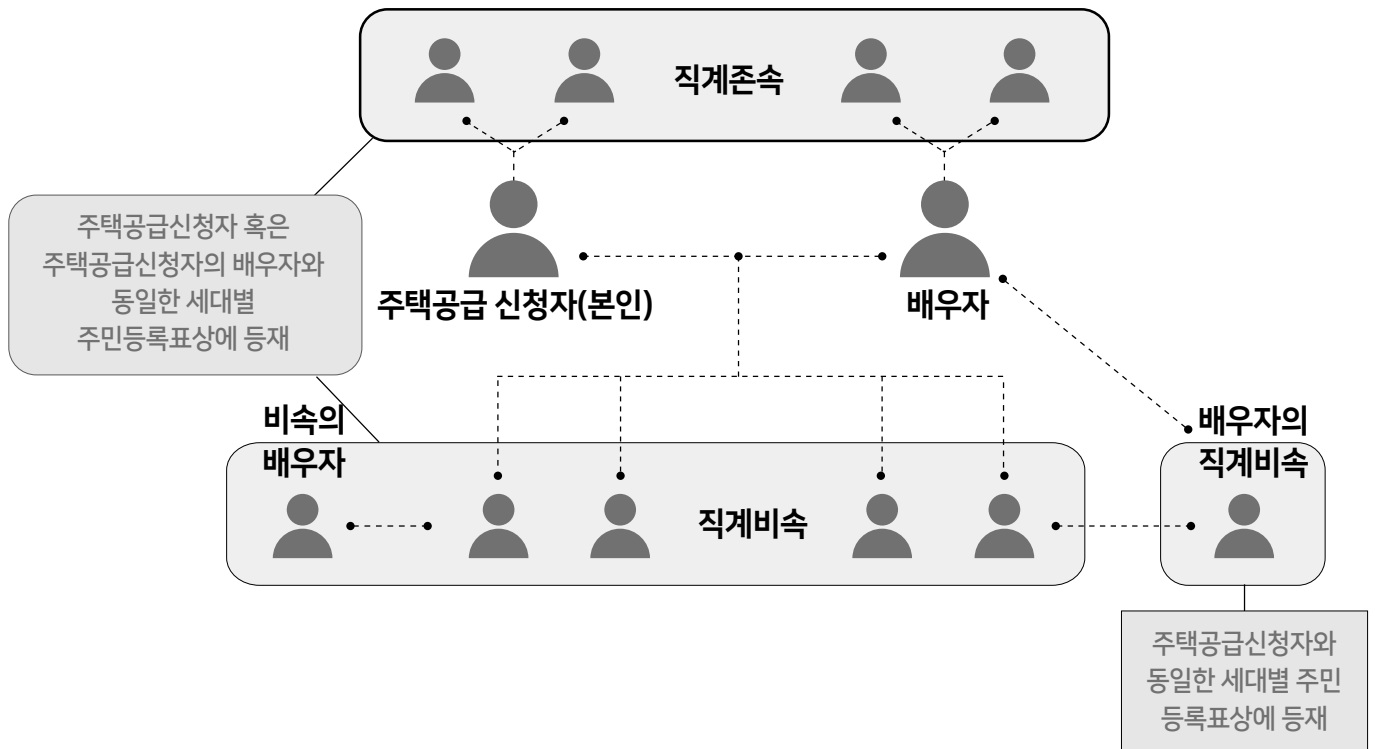 직계존속
주택공급신청자 혹은
주택공급신청자의 배우자와
동일한 세대별
주민등록표상에 등재
주택공급 신청자(본인)
배우자
비속의
배우자
직계비속
배우자의
직계비속
주택공급신청자와
동일한 세대별 주민
등록표상에 등재